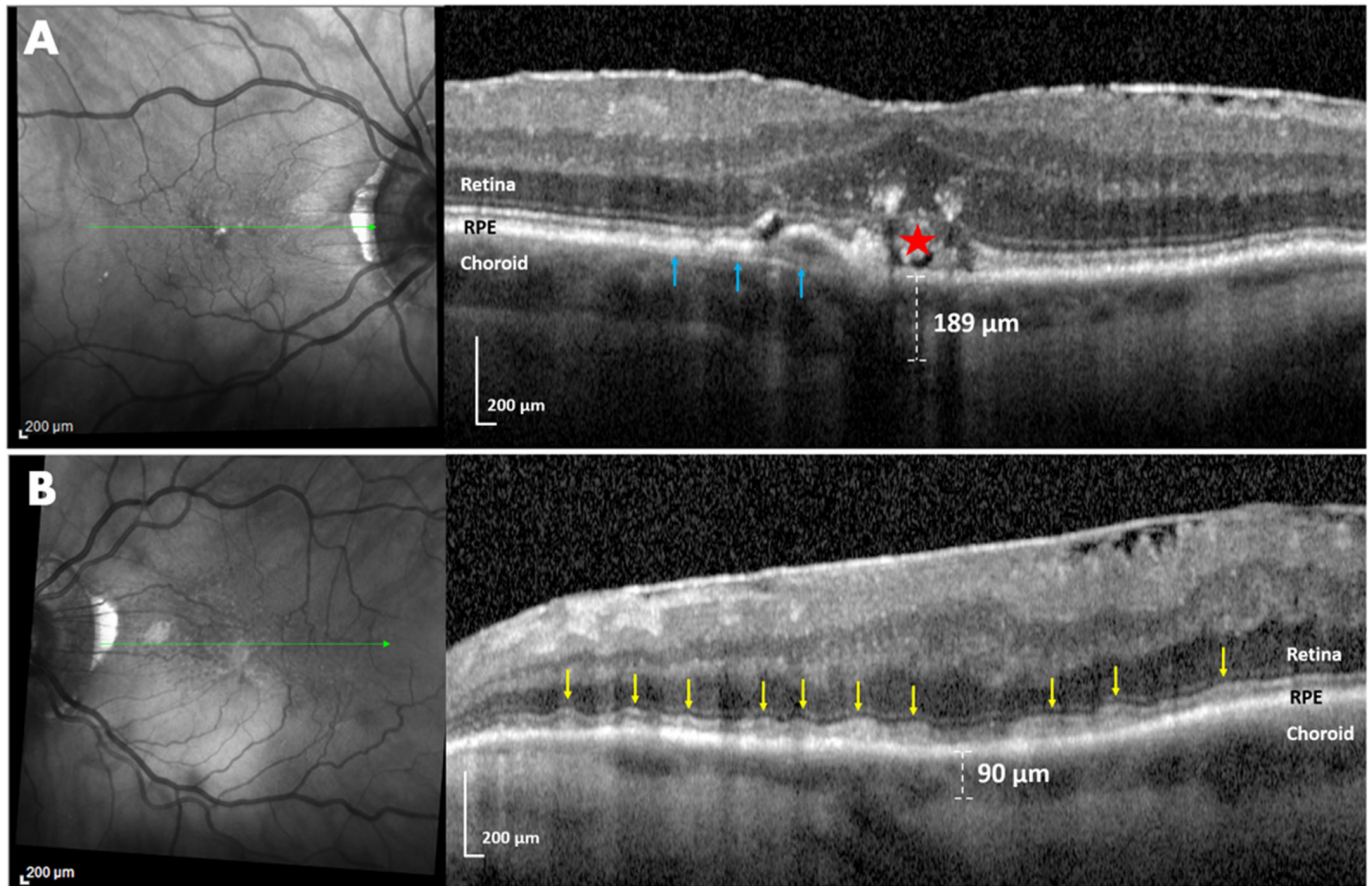 A
Retina
RPE
Choroid
189 µm
200 µm
200 µm
B
Retina
RPE
Choroid
90 µm
200 µm
200 µm